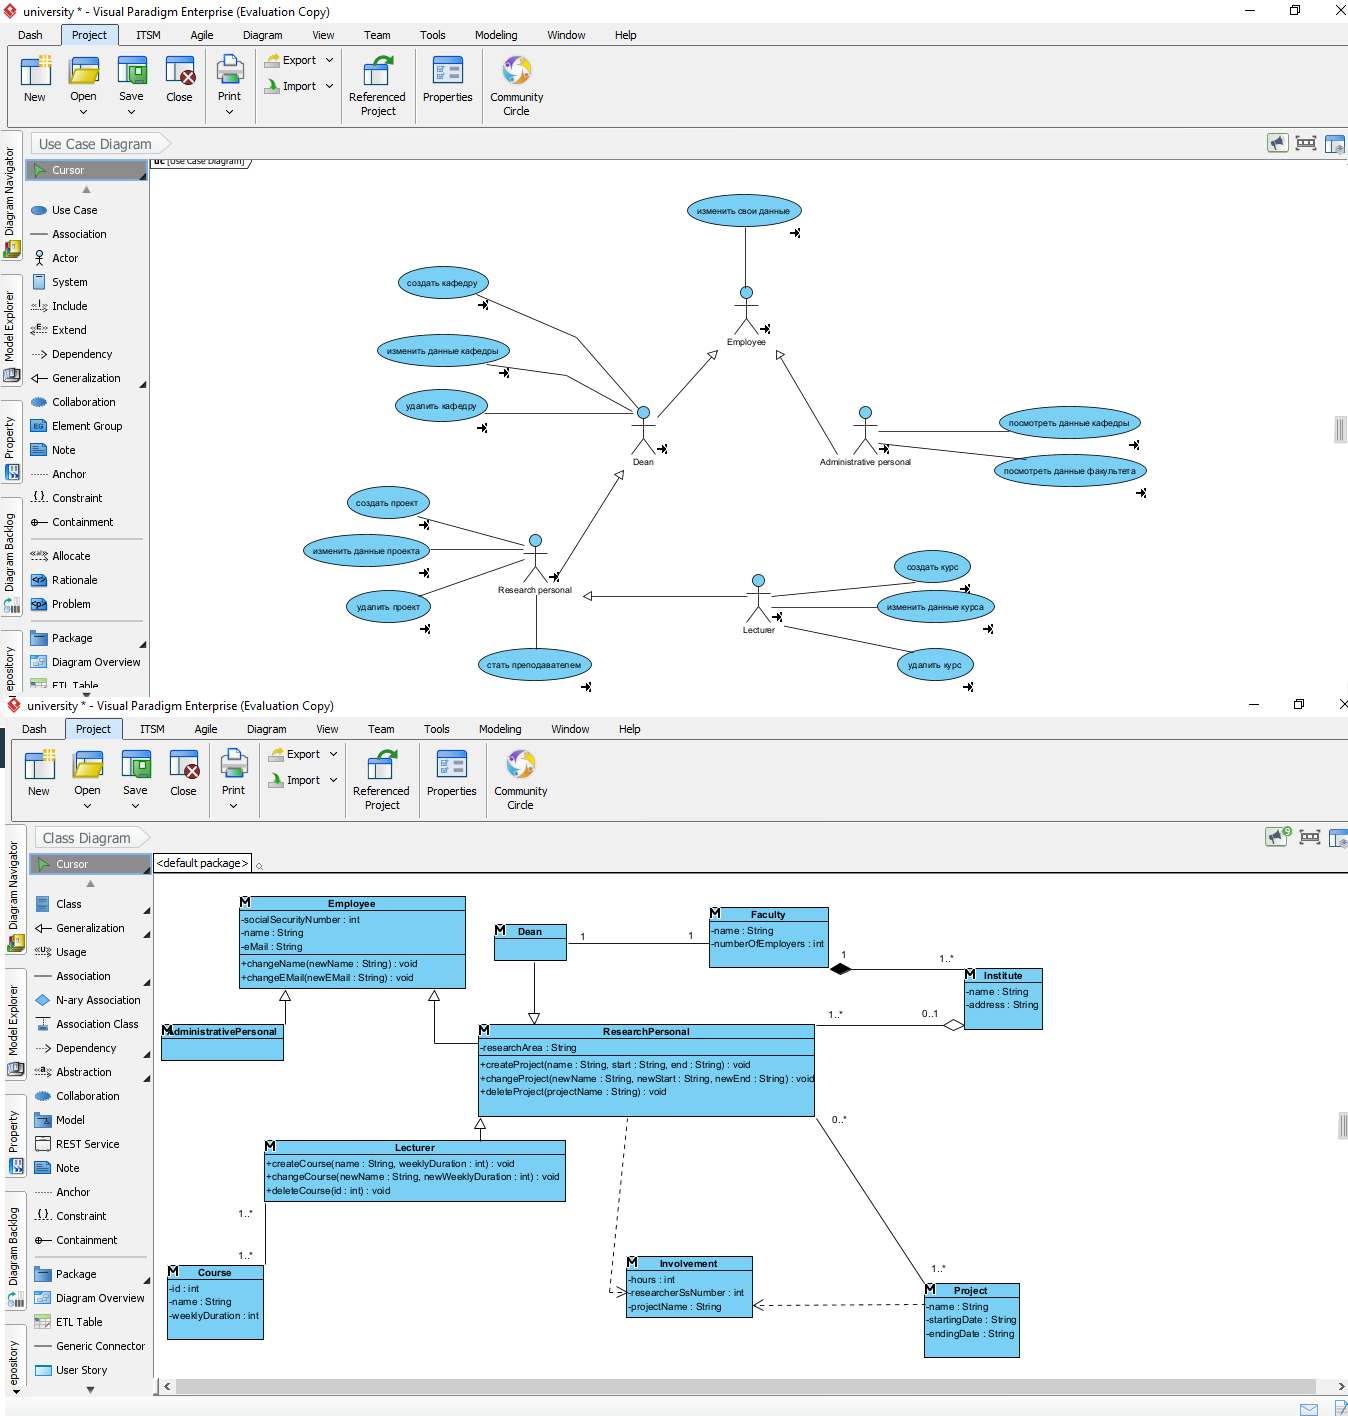 university * - Visual Paradigm Enterprise (Evaluation Copy)
Dash Project ITSM Agile Diagram View Team Tools Modeling Window Help
New Open Save Close Print Export Import Referenced Project Properties Community Circle
Use Case Diagram
Diagram Navigator
Model Explorer
Property
Diagram Backlog
epository
Cursor
Use Case
Association
Actor
System
Include
Extend
Dependency
Generalization
Collaboration
Element Group
Note
Anchor
Constraint
Containment
Allocate
Rationale
Problem
Package
Diagram Overview
ETL Table
uc [Use Case Diagram]
изменить свои данные
создать кафедру
Employee
изменить данные кафедры
удалить кафедру
Dean
Administrative personal
посмотреть данные кафедры
посмотреть данные факультета
создать проект
изменить данные проекта
удалить проект
Research personal
стать преподавателем
Lecturer
создать курс
изменить данные курса
удалить курс
university * - Visual Paradigm Enterprise (Evaluation Copy)
Dash Project ITSM Agile Diagram View Team Tools Modeling Window Help
New Open Save Close Print Export Import Referenced Project Properties Community Circle
Class Diagram
9
Diagram Navigator
Model Explorer
Property
Diagram Backlog
epository
Cursor
Class
Generalization
Usage
Association
N-ary Association
Association Class
Dependency
Abstraction
Collaboration
Model
REST Service
Note
Anchor
Constraint
Containment
Package
Diagram Overview
ETL Table
Generic Connector
User Story
<default package>
Employee
-socialSecurityNumber : int
-name : String
-eMail : String
+changeName(newName : String) : void
+changeEMail(newEMail : String) : void
Dean
1
1
Faculty
-name : String
-numberOfEmployers : int
1
1..*
Institute
-name : String
-address : String
AdministrativePersonal
1..*
0..1
ResearchPersonal
-researchArea : String
+createProject(name : String, start : String, end : String) : void
+changeProject(newName : String, newStart : String, newEnd : String) : void
+deleteProject(projectName : String) : void
0..*
Lecturer
+createCourse(name : String, weeklyDuration : int) : void
+changeCourse(newName : String, newWeeklyDuration : int) : void
+deleteCourse(id : int) : void
1..*
1..*
Course
-id : int
-name : String
-weeklyDuration : int
Involvement
-hours : int
-researcherSsNumber : int
-projectName : String
1..*
Project
-name : String
-startingDate : String
-endingDate : String